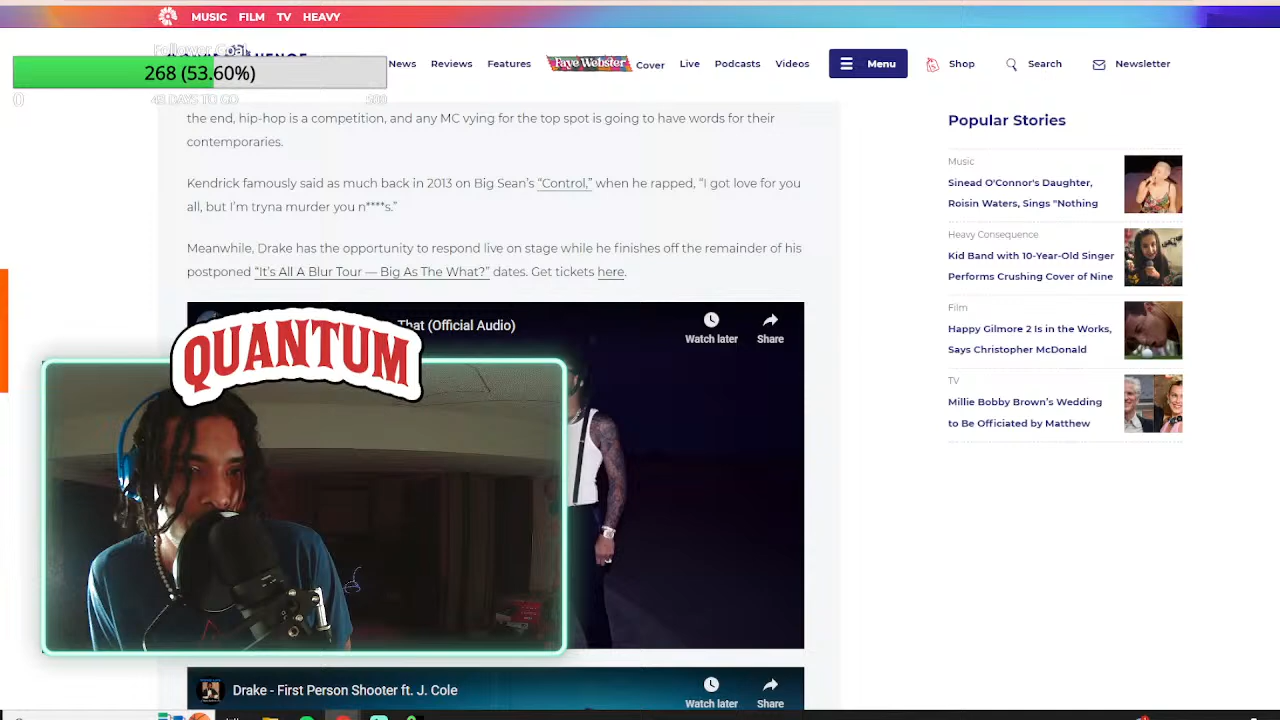 MUSIC FILM TV HEAVY
Follower Goal
268 (53.60%)
News Reviews Features Faye Webster Cover Live Podcasts Videos Menu Shop Search Newsletter
the end, hip-hop is a competition, and any MC vying for the top spot is going to have words for their
contemporaries.
Kendrick famously said as much back in 2013 on Big Sean’s “Control,” when he rapped, “I got love for you
all, but I’m tryna murder you n****s.”
Meanwhile, Drake has the opportunity to respond live on stage while he finishes off the remainder of his
postponed “It’s All A Blur Tour — Big As The What?” dates. Get tickets here.
That (Official Audio)
Watch later
Share
QUANTUM
Drake - First Person Shooter ft. J. Cole
Watch later
Share
Popular Stories
Music
Sinead O'Connor's Daughter,
Roisin Waters, Sings "Nothing
Heavy Consequence
Kid Band with 10-Year-Old Singer
Performs Crushing Cover of Nine
Film
Happy Gilmore 2 Is in the Works,
Says Christopher McDonald
TV
Millie Bobby Brown’s Wedding
to Be Officiated by Matthew